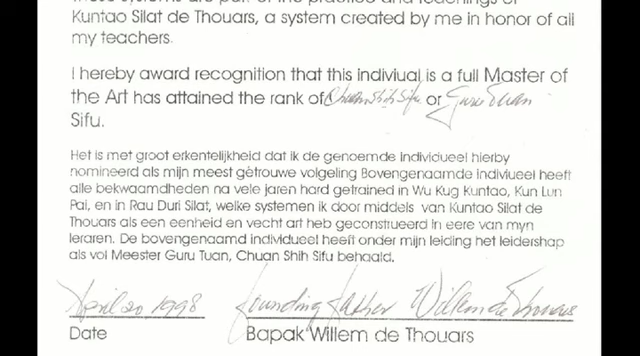 These systems are part of the practice and teachings of
Kuntao Silat de Thouars, a system created by me in honor of all
my teachers.
I hereby award recognition that this indiviual is a full Master of
the Art has attained the rank of Chuan Shih Sifu or Guru Tuan
Sifu.
Het is met groot erkentelijkheid dat ik de genoemde individueel hierby
nomineerd als mijn meest gètrouwe volgeling Bovengenaamde indiviueel heeft
alle bekwaamdheden na vele jaren hard getrained in Wu Kug Kuntao, Kun Lun
Pai, en in Rau Duri Silat, welke systemen ik door middels van Kuntao Silat de
Thouars als een eenheid en vecht art heb geconstrueerd in eere van myn
leraren. De bovengenaamd individueel heeft onder mijn leiding het leidershap
als vol Meester Guru Tuan, Chuan Shih Sifu behaald.
April 20 1998 Founding Father Willem de Thouars
Date Bapak Willem de Thouars